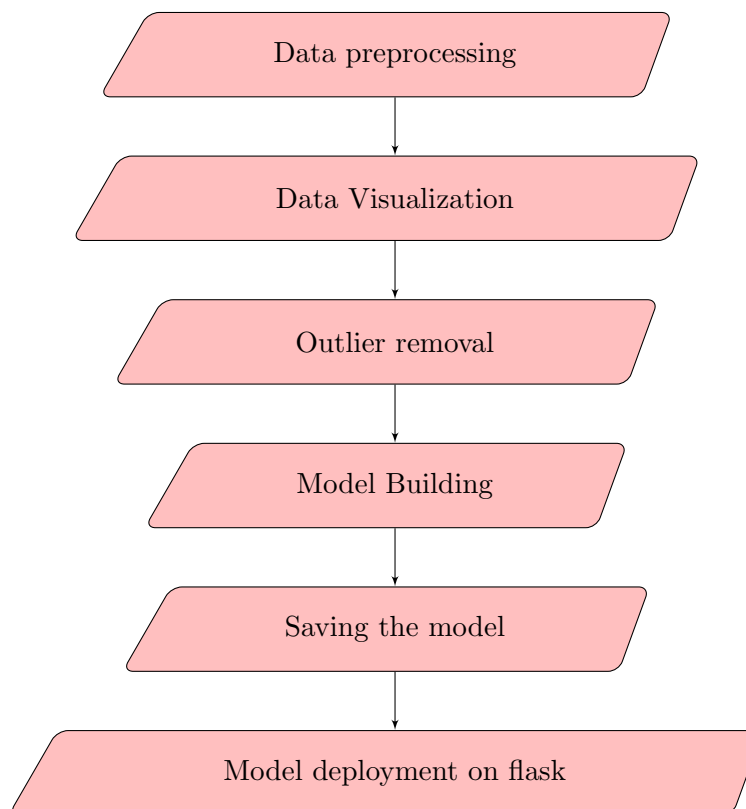 Data preprocessing
Data Visualization
Outlier removal
Model Building
Saving the model
Model deployment on flask